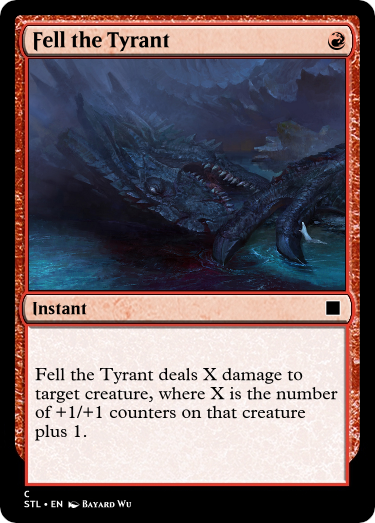 Fell the Tyrant
Instant
Fell the Tyrant deals X damage to
target creature, where X is the number
of +1/+1 counters on that creature
plus 1.
C
STL • EN Bayard Wu